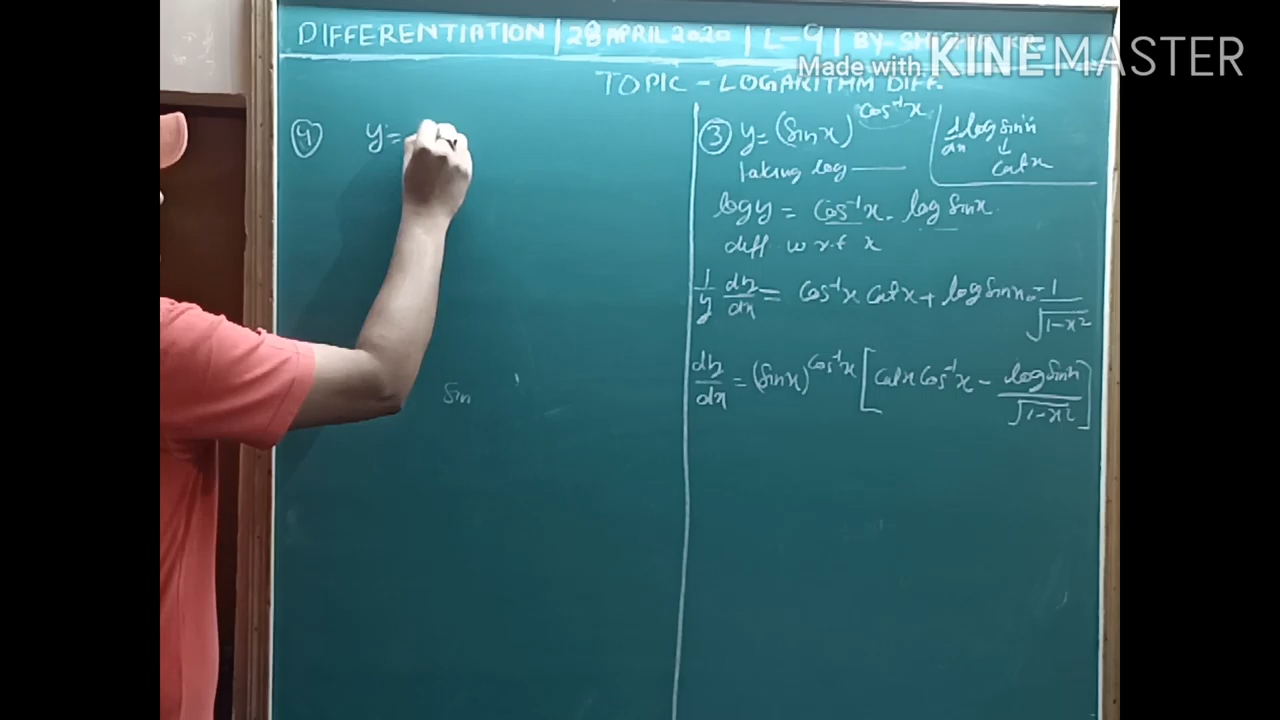 DIFFERENTIATION | 28 APRIL 2020 | L-9 | BY-
Made with KINEMASTER
TOPIC - LOGARITHM DIFF.
④ y =
sin
③ y = (sin x)^cos⁻¹x
d/dx log sin x
↓
cot x
taking log ——
log y = cos⁻¹x . log sin x
diff w.r.t x
1/y dy/dx = cos⁻¹x cot x + log sin x . -1/√1-x²
dy/dx = (sin x)^cos⁻¹x [cot x cos⁻¹x - log sin x/√1-x²]